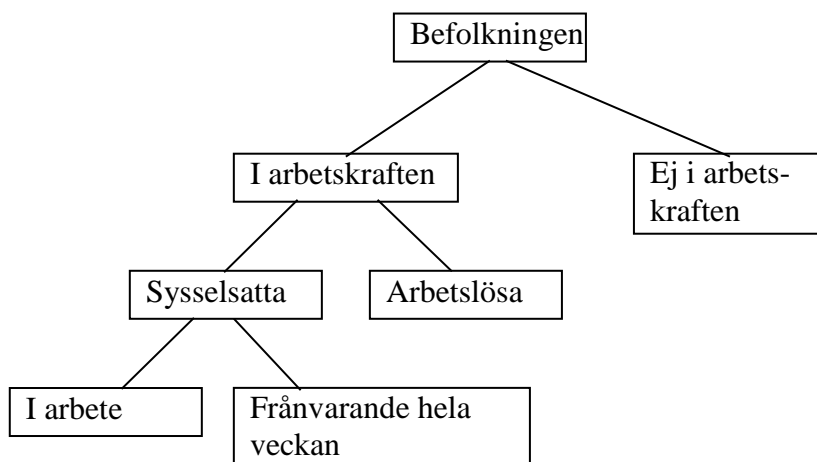 Befolkningen
I arbetskraften
Ej i arbets-
kraften
Sysselsatta
Arbetslösa
I arbete
Frånvarande hela
veckan